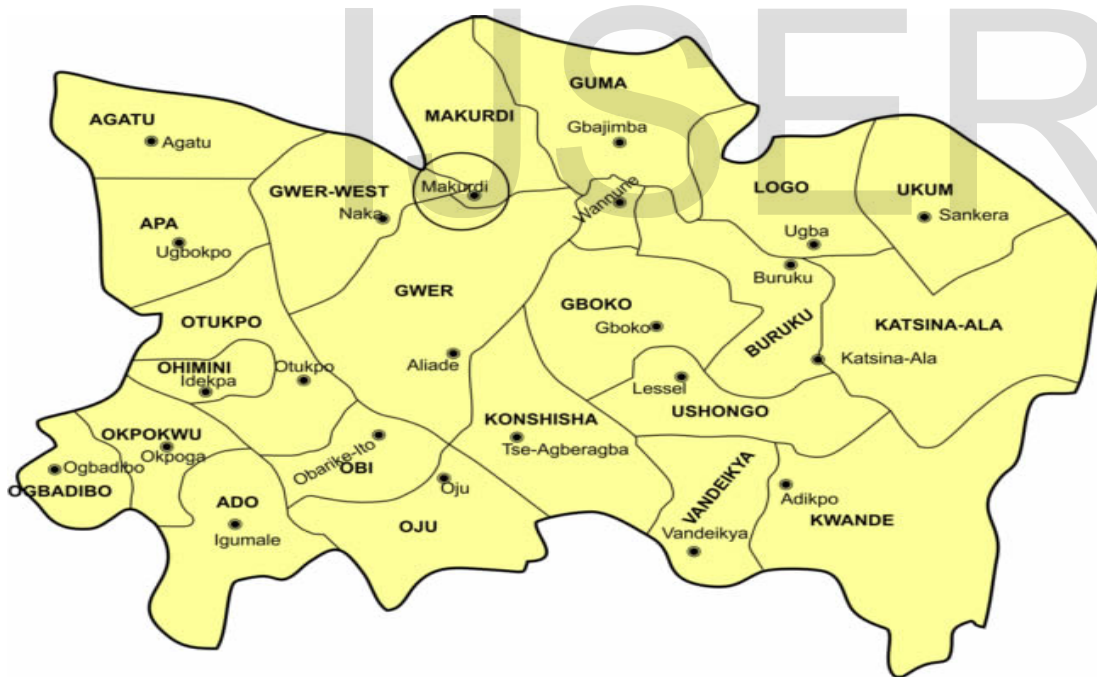 IJSER
GUMA
AGATU
MAKURDI
Agatu
Gbajimba
GWER-WEST
Makurdi
LOGO
UKUM
Wannune
Naka
Sankera
APA
Ugbokpo
Ugba
Buruku
GWER
GBOKO
OTUKPO
Gboko
BURUKU
KATSINA-ALA
OHIMINI
Otukpo
Aliade
Katsina-Ala
Idekpa
Lessel
USHONGO
KONSHISHA
OKPOKWU
Obarike-Ito
Tse-Agberagba
Okpoga
Ogbadibo
OBI
VANDEIKYA
OGBADIBO
Oju
Adikpo
ADO
KWANDE
OJU
Igumale
Vandeikya